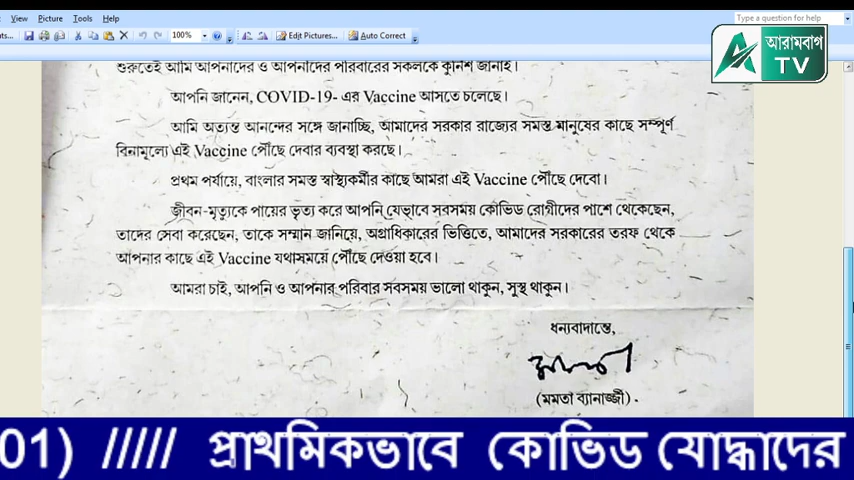 View Picture Tools Help
Type a question for help
100% Edit Pictures... Auto Correct
আরামবাগ
TV
শুরুতেই আমি আপনাদের ও আপনাদের পরিবারের সকলকে কুর্নিশ জানাই।
আপনি জানেন, COVID-19- এর Vaccine আসতে চলেছে।
আমি অত্যন্ত আনন্দের সঙ্গে জানাচ্ছি, আমাদের সরকার রাজ্যের সমস্ত মানুষের কাছে সম্পূর্ণ
বিনামূল্যে এই Vaccine পৌঁছে দেবার ব্যবস্থা করছে।
প্রথম পর্যায়ে, বাংলার সমস্ত স্বাস্থ্যকর্মীর কাছে আমরা এই Vaccine পৌঁছে দেবো।
জীবন-মৃত্যুকে পায়ের ভৃত্য করে আপনি যেভাবে সবসময় কোভিড রোগীদের পাশে থেকেছেন,
তাদের সেবা করেছেন, তাকে সম্মান জানিয়ে, অগ্রাধিকারের ভিত্তিতে, আমাদের সরকারের তরফ থেকে
আপনার কাছে এই Vaccine যথাসময়ে পৌঁছে দেওয়া হবে।
আমরা চাই, আপনি ও আপনার পরিবার সবসময় ভালো থাকুন, সুস্থ থাকুন।
ধন্যবাদান্তে,
(মমতা ব্যানার্জ্জী)
01) ///// প্রাথমিকভাবে কোভিড যোদ্ধাদের